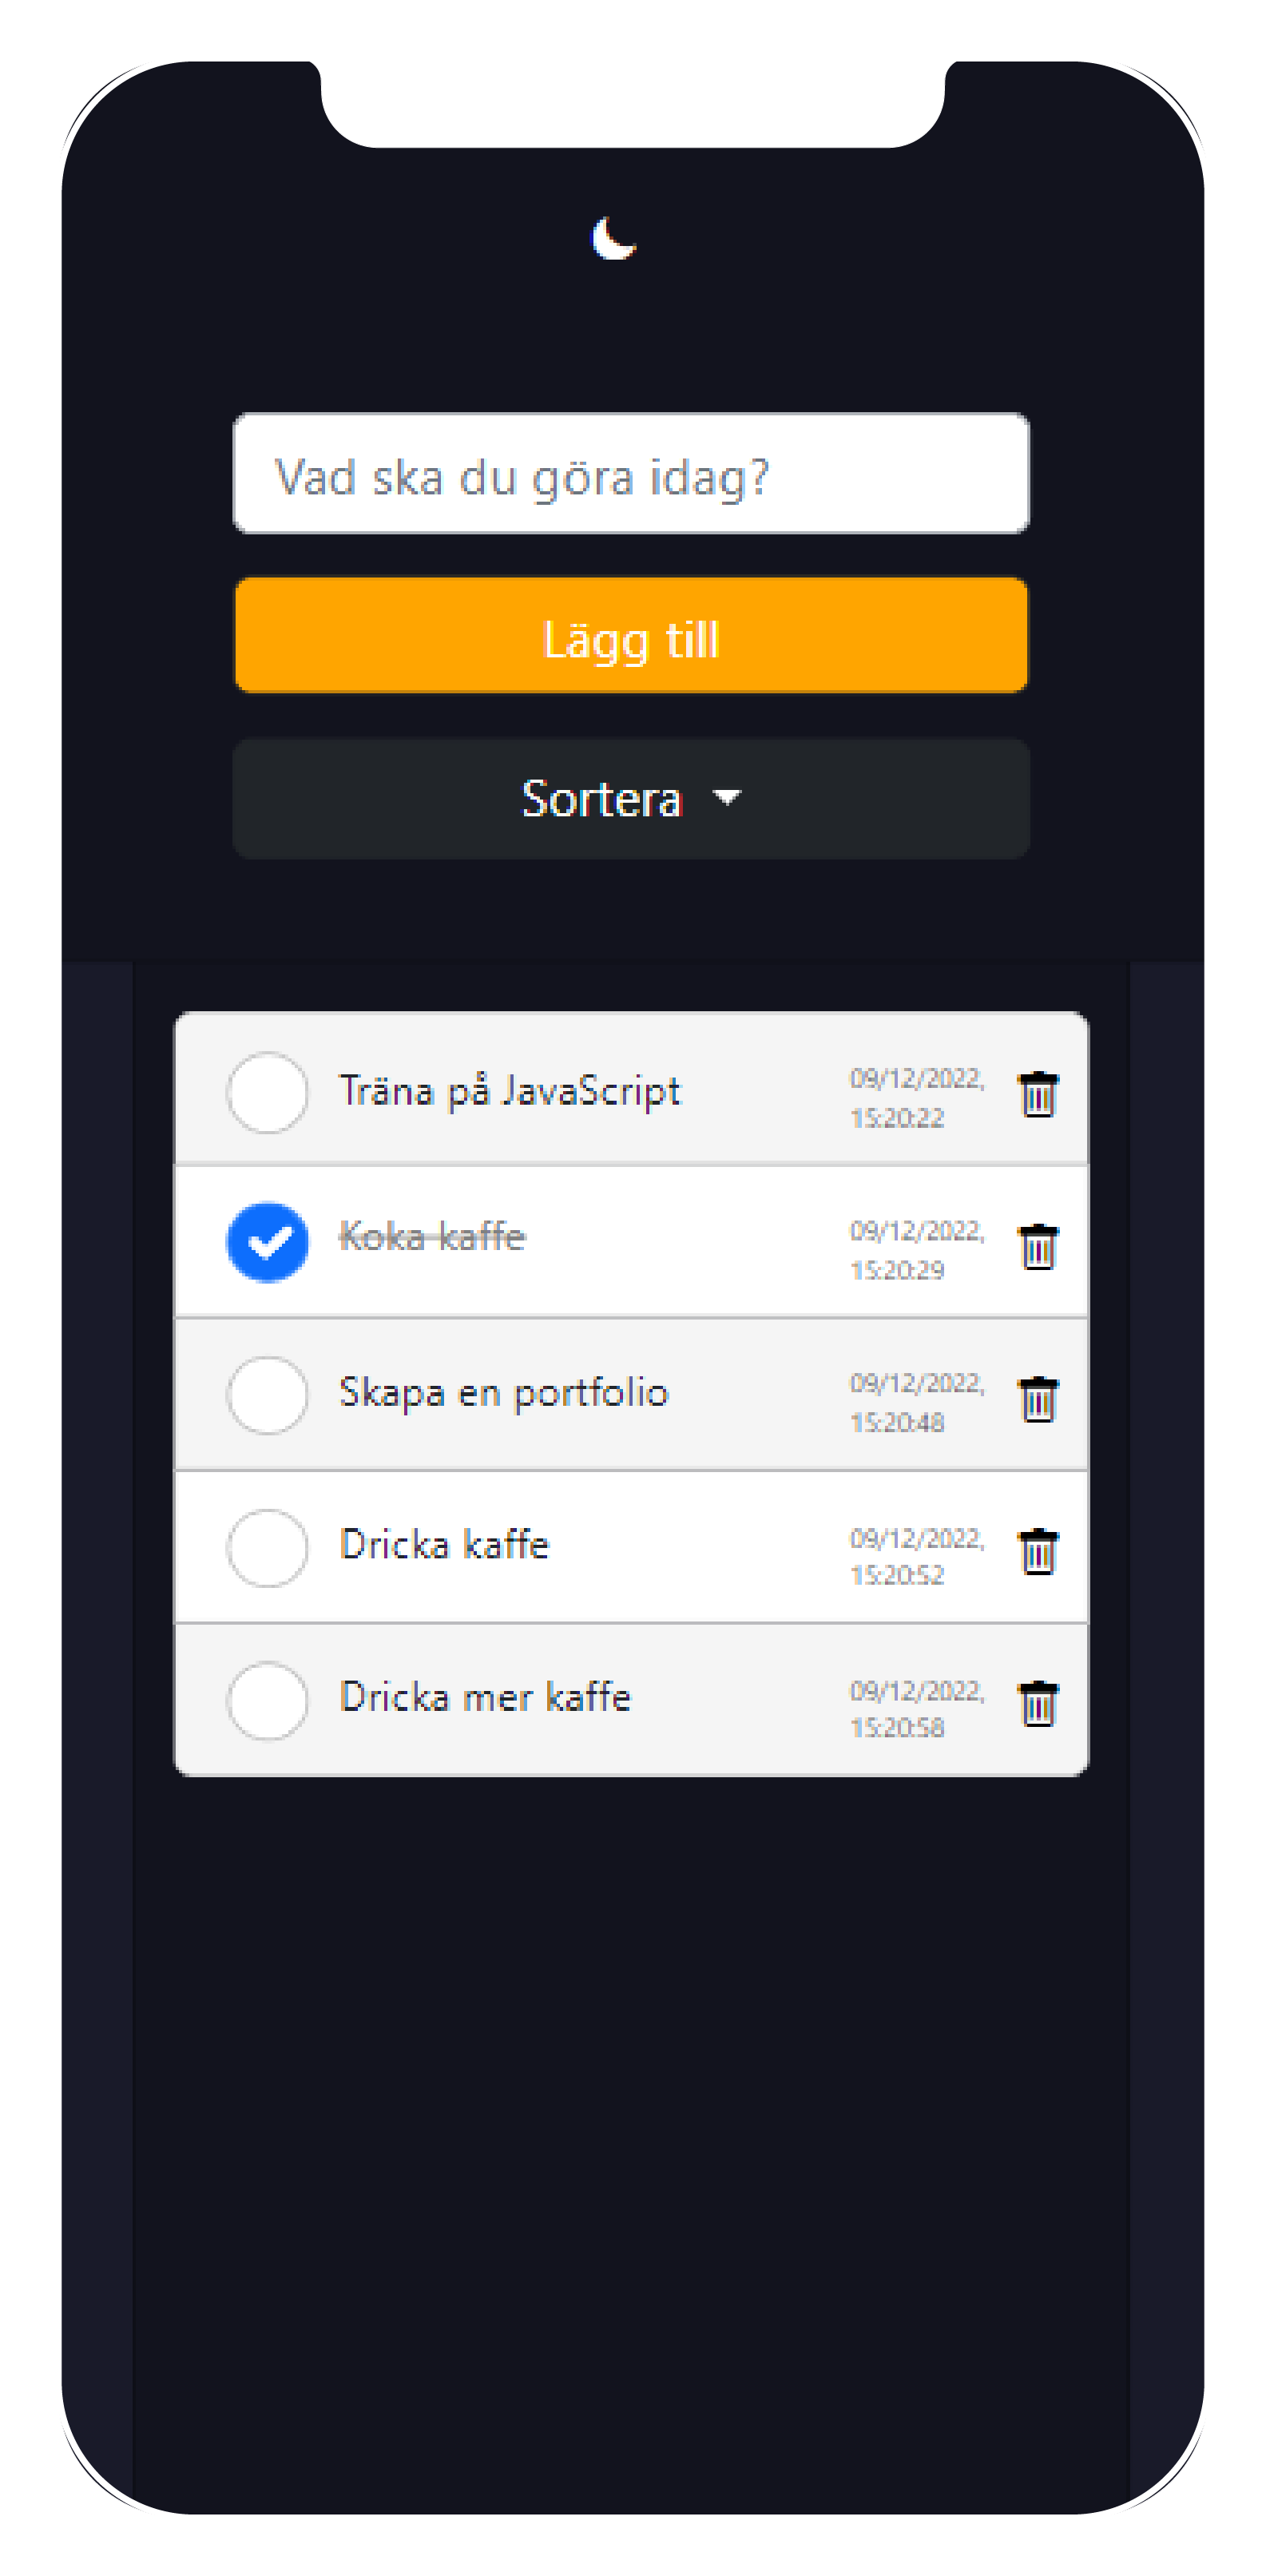 Vad ska du göra idag?
Lägg till
Sortera
Träna på JavaScript
09/12/2022,
15:20:22
Koka kaffe
09/12/2022,
15:20:29
Skapa en portfolio
09/12/2022,
15:20:48
Dricka kaffe
09/12/2022,
15:20:52
Dricka mer kaffe
09/12/2022,
15:20:58